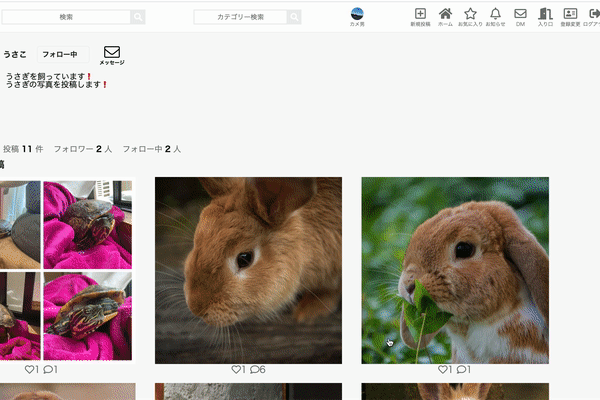 検索
カテゴリー検索
カメ男
新規投稿
ホーム
お気に入り
お知らせ
DM
入り口
登録変更
ログアウ
うさこ
フォロー中
メッセージ
うさぎを飼っています❗
うさぎの写真を投稿します❗
投稿 11 件 フォロワー 2 人 フォロー中 2 人
稿
♡1 💬1
♡1 💬6
♡1 💬1